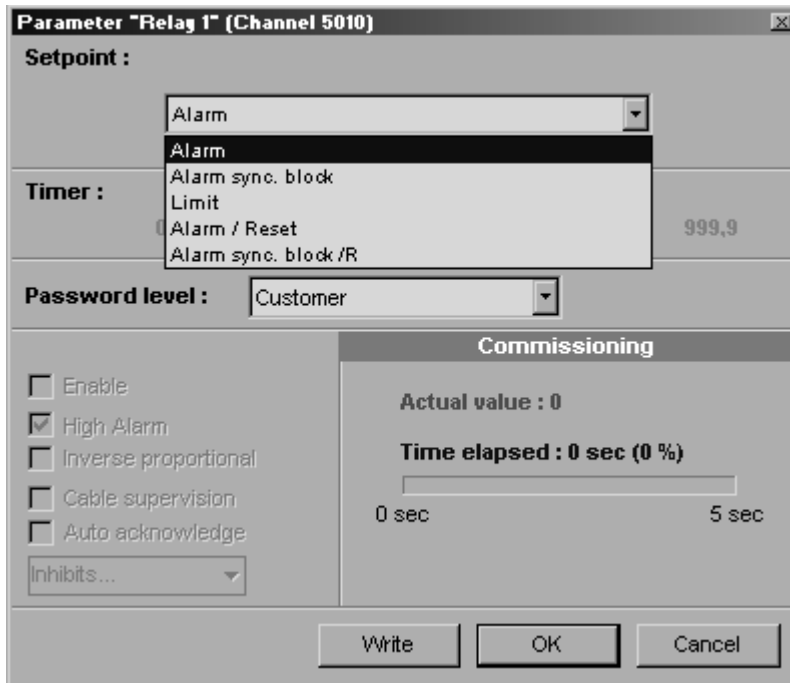 Parameter "Relay 1" (Channel 5010)
Setpoint :
Alarm
Alarm
Alarm sync. block
Limit
Alarm / Reset
Alarm sync. block /R
Timer :
999,9
Password level :
Customer
Commissioning
Enable
High Alarm
Inverse proportional
Cable supervision
Auto acknowledge
Inhibits...
Actual value : 0
Time elapsed : 0 sec (0 %)
0 sec
5 sec
Write
OK
Cancel